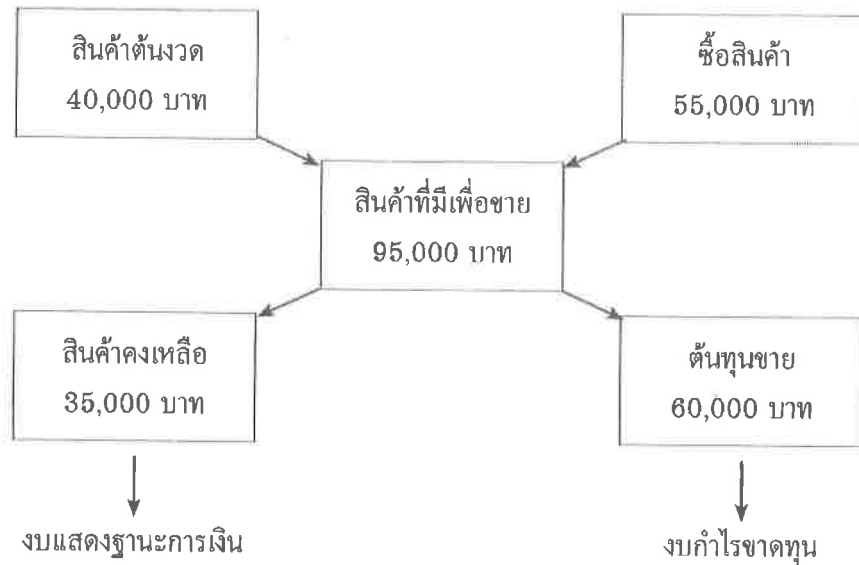 สินค้าต้นงวด
40,000 บาท
ซื้อสินค้า
55,000 บาท
สินค้าที่มีเพื่อขาย
95,000 บาท
สินค้าคงเหลือ
35,000 บาท
ต้นทุนขาย
60,000 บาท
งบแสดงฐานะการเงิน
งบกำไรขาดทุน